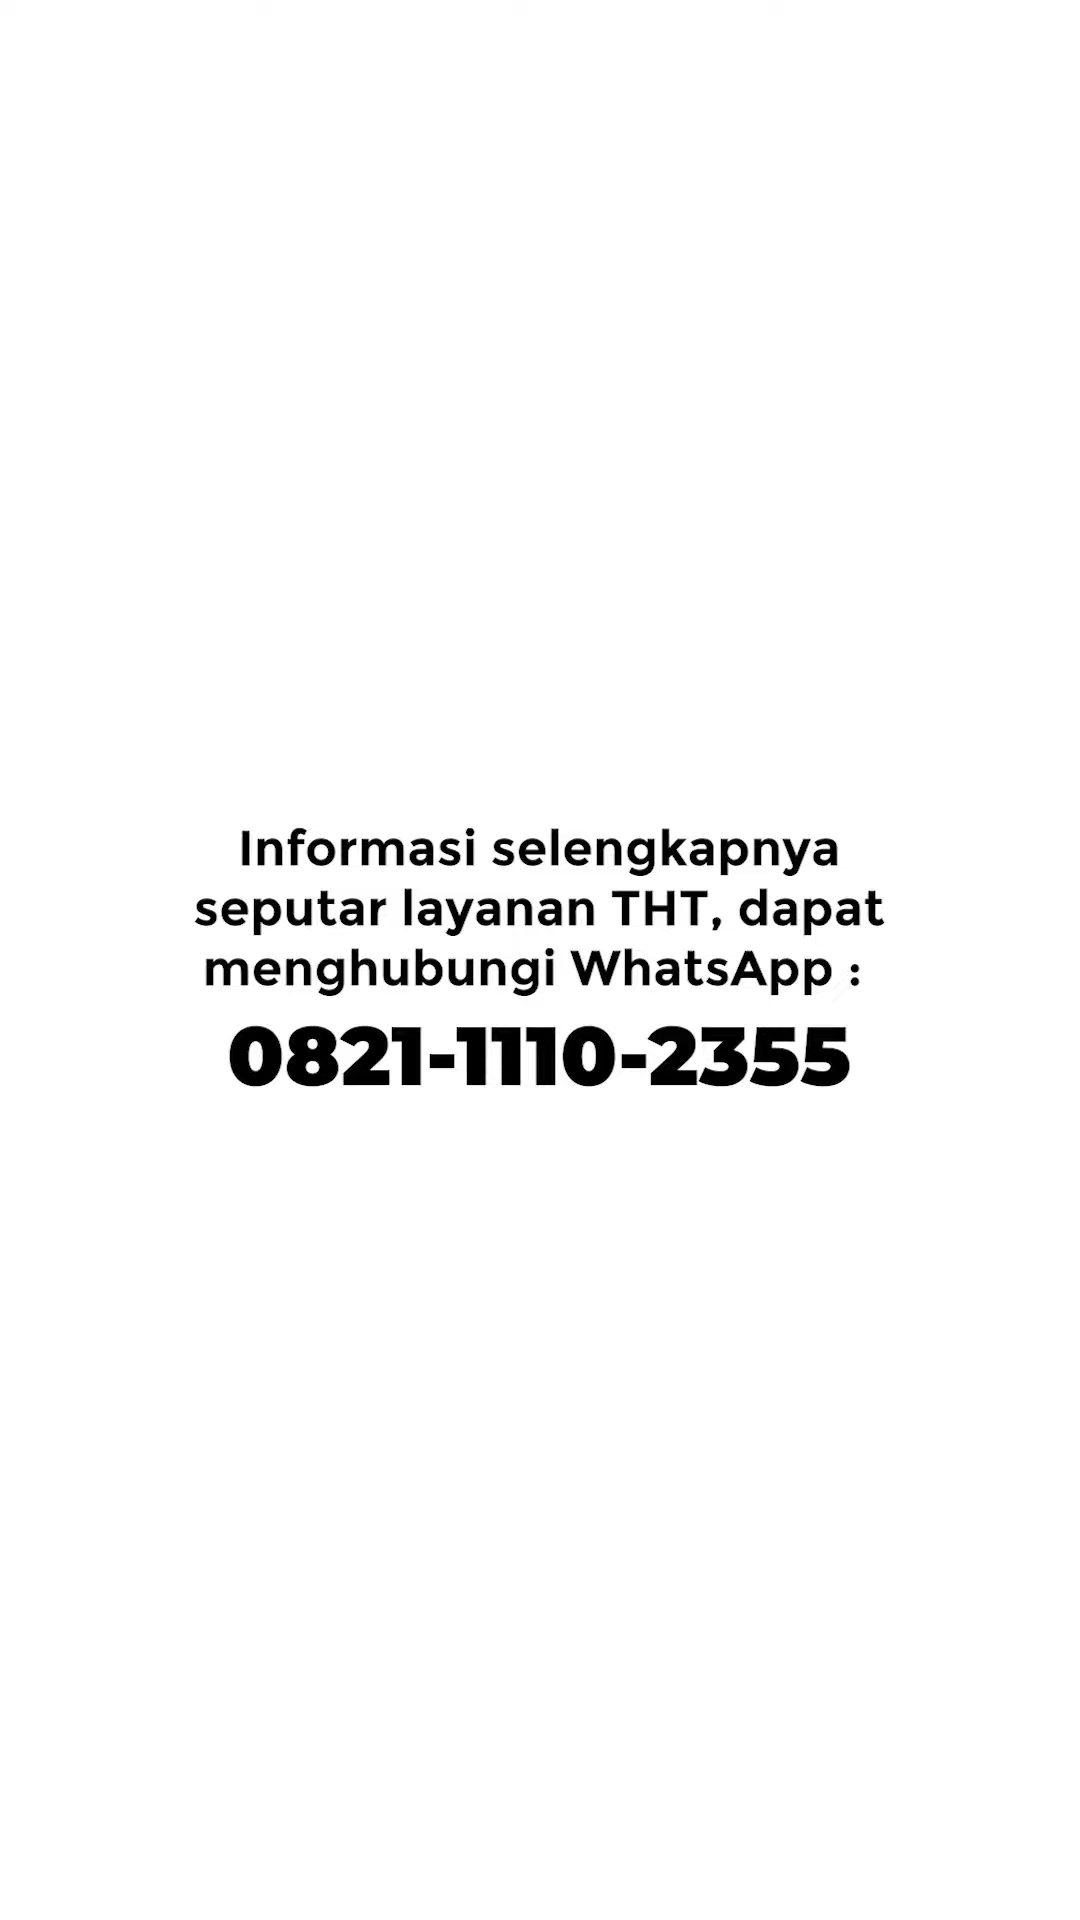 Informasi selengkapnya
seputar layanan THT, dapat
menghubungi WhatsApp :
0821-1110-2355